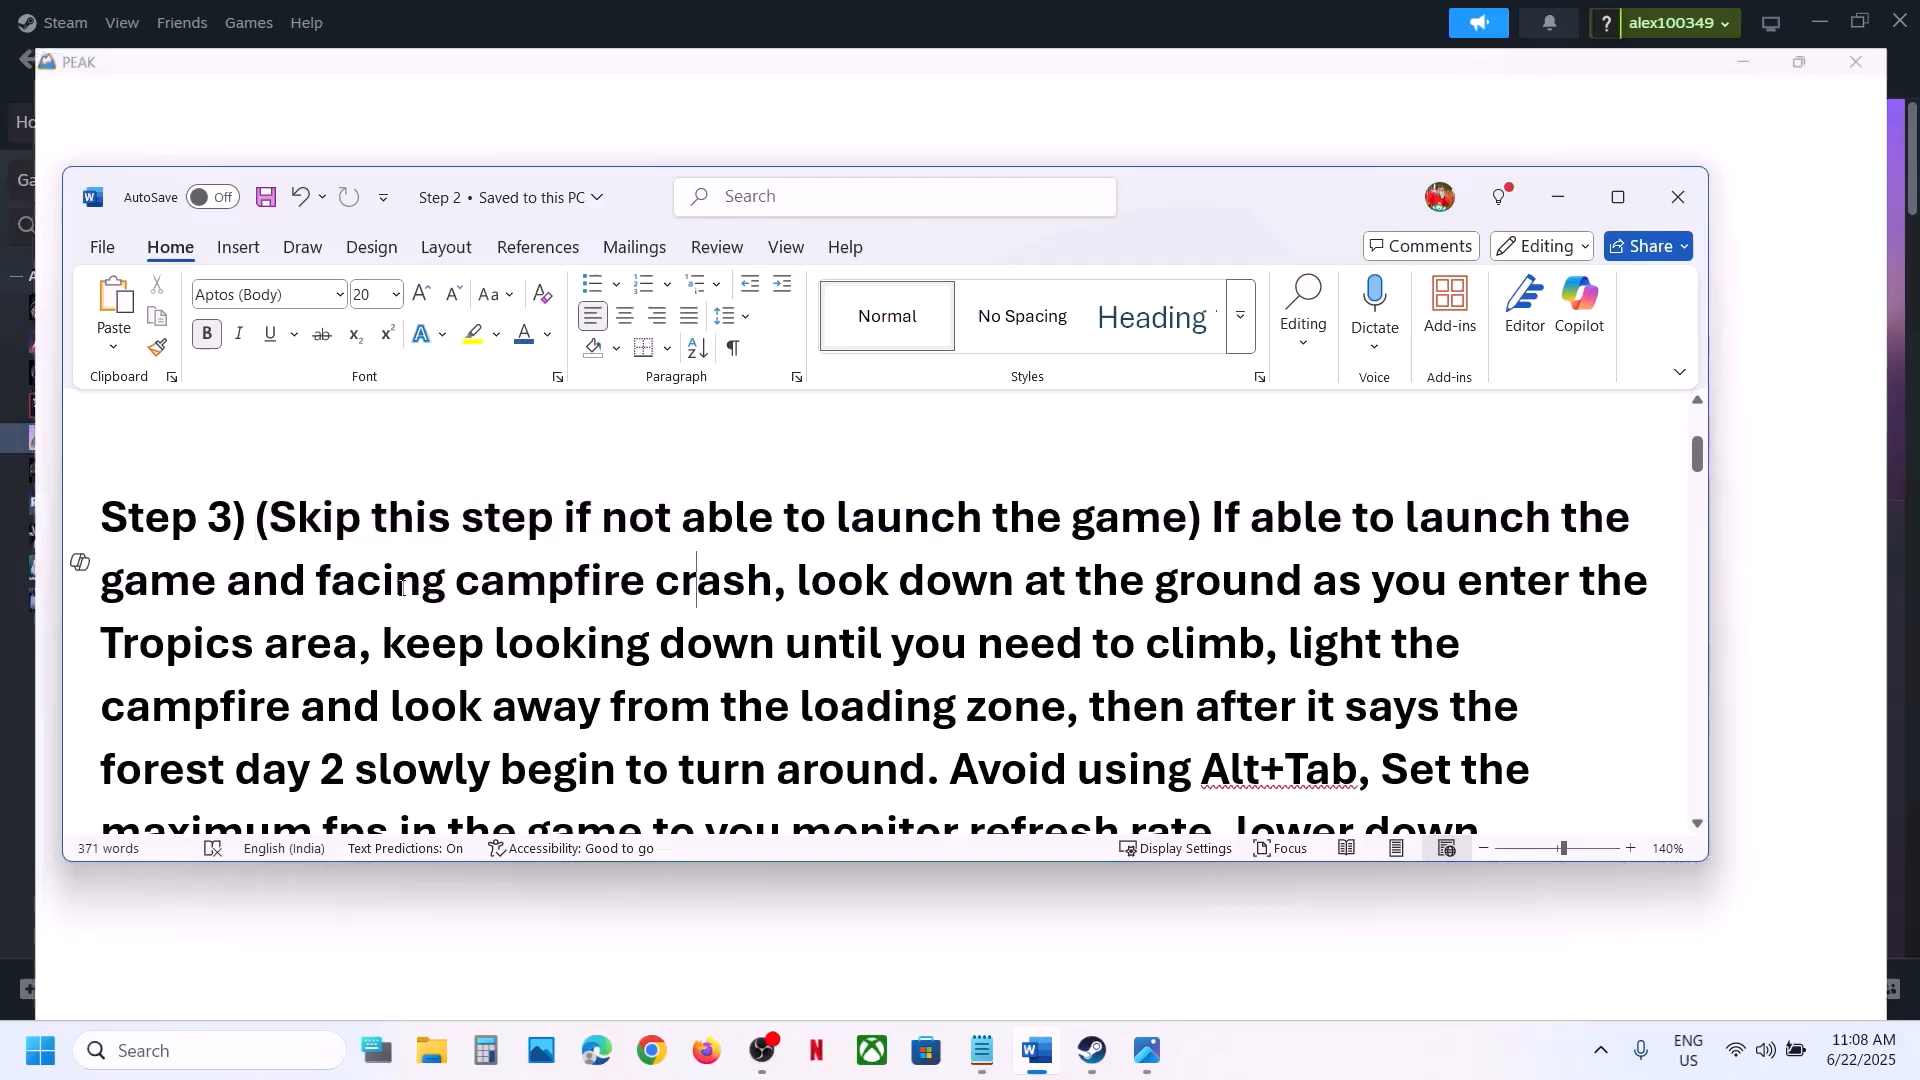 Steam View Friends Games Help
alex100349
PEAK
Ho
Ga
AutoSave Off Step 2 • Saved to this PC Search
File Home Insert Draw Design Layout References Mailings Review View Help Comments Editing Share
Paste Aptos (Body) 20 Aa Normal No Spacing Heading Editing Dictate Add-ins Editor Copilot
Clipboard Font Paragraph Styles Voice Add-ins
Step 3) (Skip this step if not able to launch the game) If able to launch the
game and facing campfire crash, look down at the ground as you enter the
Tropics area, keep looking down until you need to climb, light the
campfire and look away from the loading zone, then after it says the
forest day 2 slowly begin to turn around. Avoid using Alt+Tab, Set the
maximum fps in the game to you monitor refresh rate, lower down
371 words English (India) Text Predictions: On Accessibility: Good to go Display Settings Focus 140%
Search ENG US 11:08 AM 6/22/2025